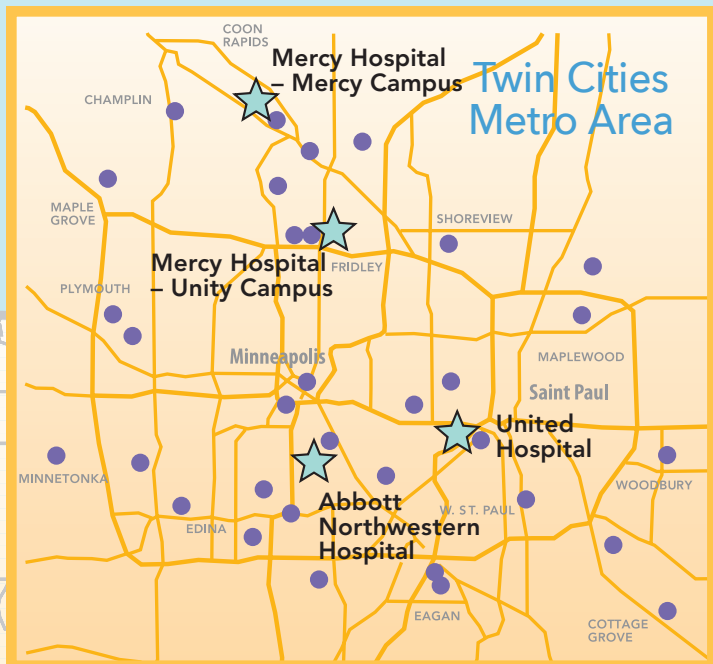 COON
RAPIDS
Mercy Hospital
– Mercy Campus
Twin Cities
Metro Area
CHAMPLIN
MAPLE
GROVE
SHOREVIEW
Mercy Hospital
– Unity Campus
FRIDLEY
PLYMOUTH
Minneapolis
MAPLEWOOD
Saint Paul
United
Hospital
MINNETONKA
WOODBURY
Abbott
Northwestern
Hospital
W. ST. PAUL
EDINA
EAGAN
COTTAGE
GROVE